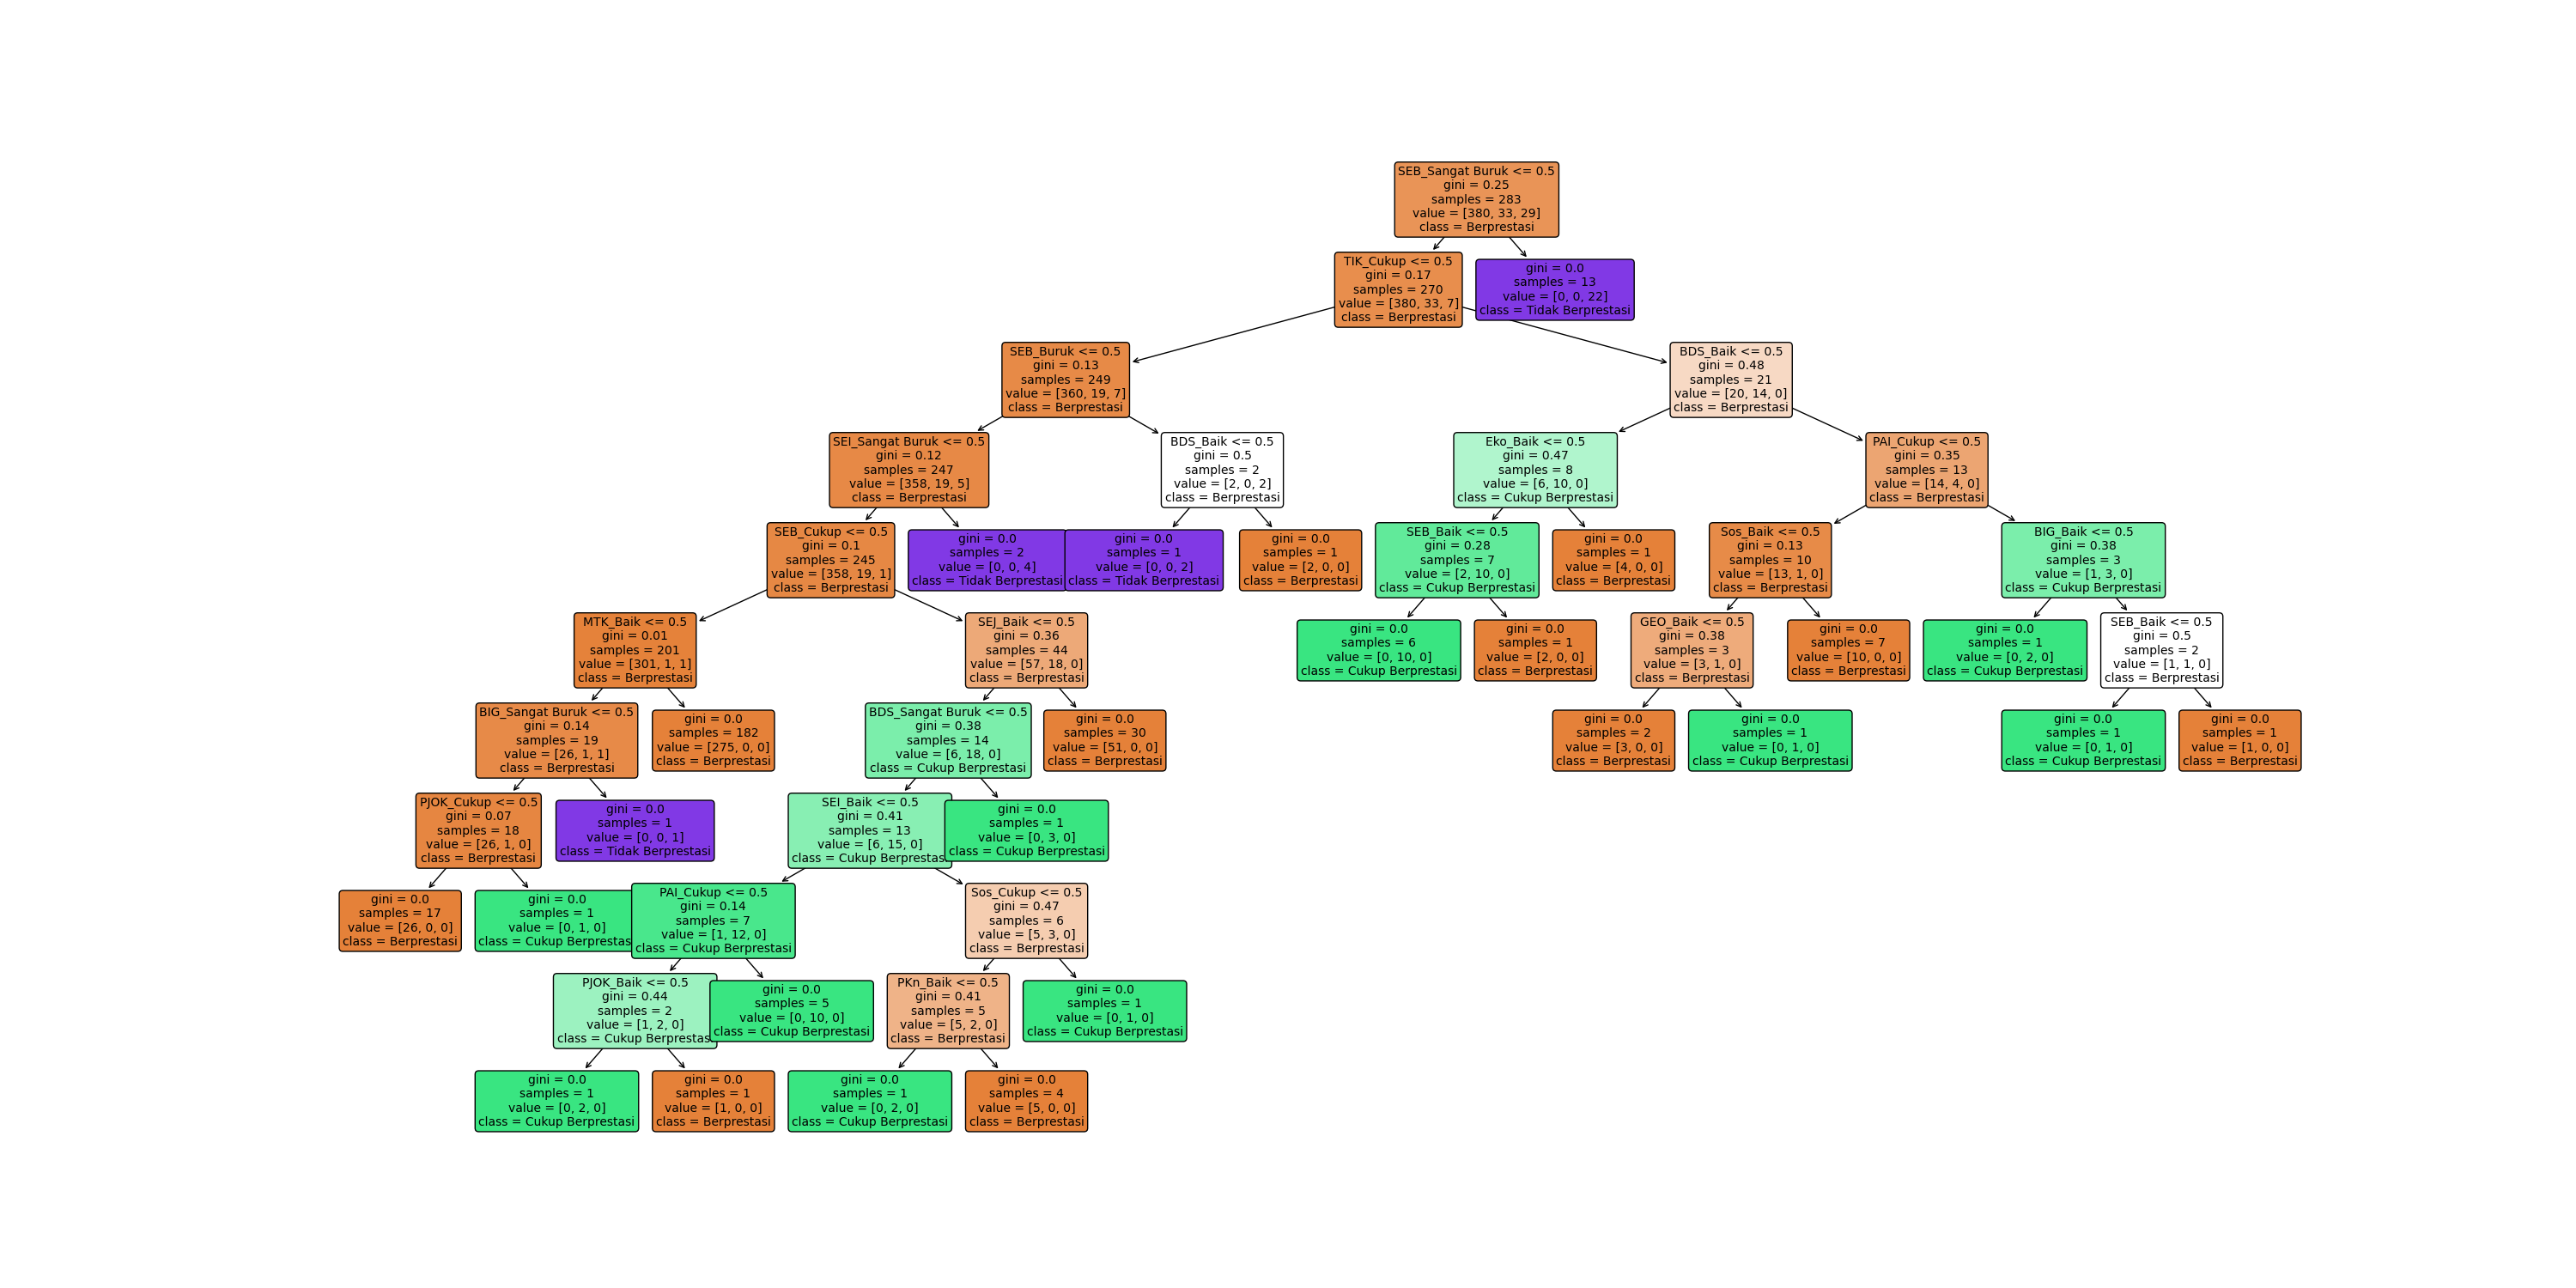 SEB_Sangat Buruk <= 0.5
gini = 0.25
samples = 283
value = [380, 33, 29]
class = Berprestasi
TIK_Cukup <= 0.5
gini = 0.17
samples = 270
value = [380, 33, 7]
class = Berprestasi
gini = 0.0
samples = 13
value = [0, 0, 22]
class = Tidak Berprestasi
SEB_Buruk <= 0.5
gini = 0.13
samples = 249
value = [360, 19, 7]
class = Berprestasi
BDS_Baik <= 0.5
gini = 0.48
samples = 21
value = [20, 14, 0]
class = Berprestasi
SEI_Sangat Buruk <= 0.5
gini = 0.12
samples = 247
value = [358, 19, 5]
class = Berprestasi
BDS_Baik <= 0.5
gini = 0.5
samples = 2
value = [2, 0, 2]
class = Berprestasi
Eko_Baik <= 0.5
gini = 0.47
samples = 8
value = [6, 10, 0]
class = Cukup Berprestasi
PAI_Cukup <= 0.5
gini = 0.35
samples = 13
value = [14, 4, 0]
class = Berprestasi
SEB_Cukup <= 0.5
gini = 0.1
samples = 245
value = [358, 19, 1]
class = Berprestasi
gini = 0.0
samples = 2
value = [0, 0, 4]
class = Tidak Berprestasi
gini = 0.0
samples = 1
value = [0, 0, 2]
class = Tidak Berprestasi
gini = 0.0
samples = 1
value = [2, 0, 0]
class = Berprestasi
SEB_Baik <= 0.5
gini = 0.28
samples = 7
value = [2, 10, 0]
class = Cukup Berprestasi
gini = 0.0
samples = 1
value = [4, 0, 0]
class = Berprestasi
Sos_Baik <= 0.5
gini = 0.13
samples = 10
value = [13, 1, 0]
class = Berprestasi
BIG_Baik <= 0.5
gini = 0.38
samples = 3
value = [1, 3, 0]
class = Cukup Berprestasi
MTK_Baik <= 0.5
gini = 0.01
samples = 201
value = [301, 1, 1]
class = Berprestasi
SEJ_Baik <= 0.5
gini = 0.36
samples = 44
value = [57, 18, 0]
class = Berprestasi
gini = 0.0
samples = 6
value = [0, 10, 0]
class = Cukup Berprestasi
gini = 0.0
samples = 1
value = [2, 0, 0]
class = Berprestasi
GEO_Baik <= 0.5
gini = 0.38
samples = 3
value = [3, 1, 0]
class = Berprestasi
gini = 0.0
samples = 7
value = [10, 0, 0]
class = Berprestasi
gini = 0.0
samples = 1
value = [0, 2, 0]
class = Cukup Berprestasi
SEB_Baik <= 0.5
gini = 0.5
samples = 2
value = [1, 1, 0]
class = Berprestasi
BIG_Sangat Buruk <= 0.5
gini = 0.14
samples = 19
value = [26, 1, 1]
class = Berprestasi
gini = 0.0
samples = 182
value = [275, 0, 0]
class = Berprestasi
BDS_Sangat Buruk <= 0.5
gini = 0.38
samples = 14
value = [6, 18, 0]
class = Cukup Berprestasi
gini = 0.0
samples = 30
value = [51, 0, 0]
class = Berprestasi
gini = 0.0
samples = 2
value = [3, 0, 0]
class = Berprestasi
gini = 0.0
samples = 1
value = [0, 1, 0]
class = Cukup Berprestasi
gini = 0.0
samples = 1
value = [0, 1, 0]
class = Cukup Berprestasi
gini = 0.0
samples = 1
value = [1, 0, 0]
class = Berprestasi
PJOK_Cukup <= 0.5
gini = 0.07
samples = 18
value = [26, 1, 0]
class = Berprestasi
gini = 0.0
samples = 1
value = [0, 0, 1]
class = Tidak Berprestasi
SEI_Baik <= 0.5
gini = 0.41
samples = 13
value = [6, 15, 0]
class = Cukup Berprestas
gini = 0.0
samples = 1
value = [0, 3, 0]
class = Cukup Berprestasi
gini = 0.0
samples = 17
value = [26, 0, 0]
class = Berprestasi
gini = 0.0
samples = 1
value = [0, 1, 0]
class = Cukup Berprestas
PAI_Cukup <= 0.5
gini = 0.14
samples = 7
value = [1, 12, 0]
class = Cukup Berprestasi
Sos_Cukup <= 0.5
gini = 0.47
samples = 6
value = [5, 3, 0]
class = Berprestasi
PJOK_Baik <= 0.5
gini = 0.44
samples = 2
value = [1, 2, 0]
class = Cukup Berprestas
gini = 0.0
samples = 5
value = [0, 10, 0]
class = Cukup Berprestasi
PKn_Baik <= 0.5
gini = 0.41
samples = 5
value = [5, 2, 0]
class = Berprestasi
gini = 0.0
samples = 1
value = [0, 1, 0]
class = Cukup Berprestasi
gini = 0.0
samples = 1
value = [0, 2, 0]
class = Cukup Berprestasi
gini = 0.0
samples = 1
value = [1, 0, 0]
class = Berprestasi
gini = 0.0
samples = 1
value = [0, 2, 0]
class = Cukup Berprestasi
gini = 0.0
samples = 4
value = [5, 0, 0]
class = Berprestasi